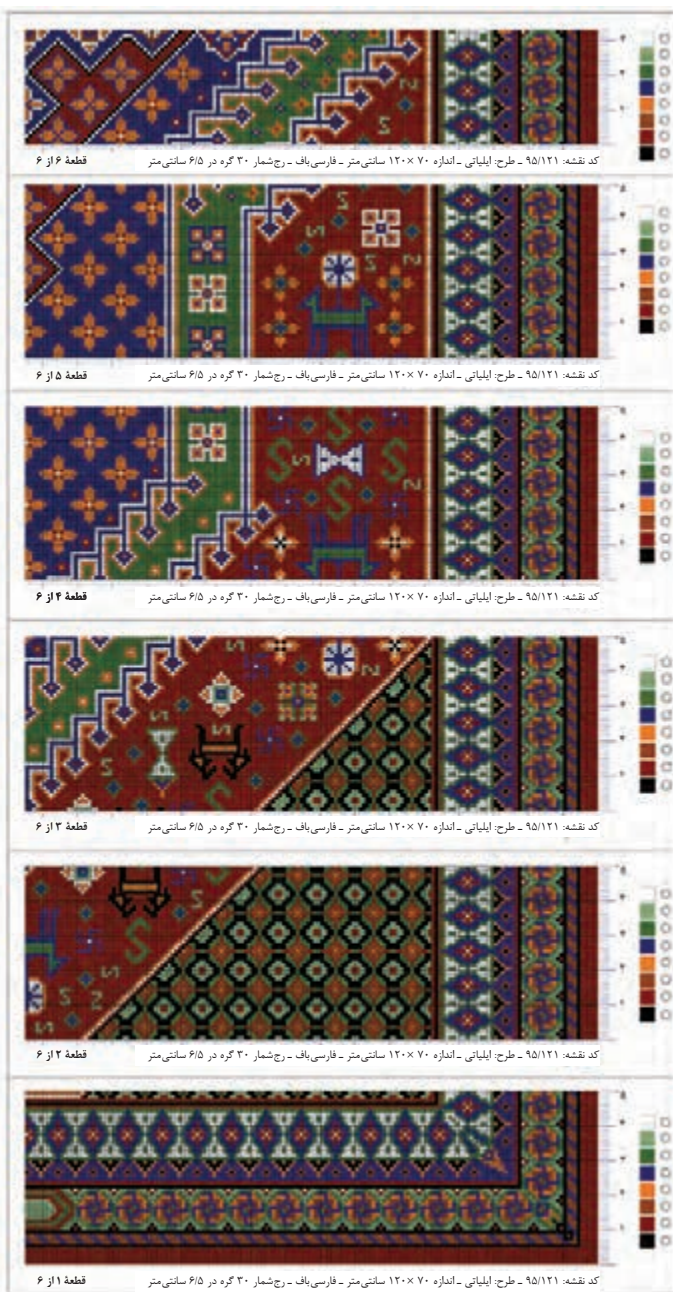 کد نقشه: ۹۵/۱۲۱ ـ طرح: ایلیاتی ـ اندازه ۷۰ ×۱۲۰ سانتی‌متر ـ فارسی‌باف ـ رج‌شمار ۳۰ گره در ۶/۵ سانتی‌متر قطعهٔ ۶ از ۶
کد نقشه: ۹۵/۱۲۱ ـ طرح: ایلیاتی ـ اندازه ۷۰ ×۱۲۰ سانتی‌متر ـ فارسی‌باف ـ رج‌شمار ۳۰ گره در ۶/۵ سانتی‌متر قطعهٔ ۵ از ۶
کد نقشه: ۹۵/۱۲۱ ـ طرح: ایلیاتی ـ اندازه ۷۰ ×۱۲۰ سانتی‌متر ـ فارسی‌باف ـ رج‌شمار ۳۰ گره در ۶/۵ سانتی‌متر قطعهٔ ۴ از ۶
کد نقشه: ۹۵/۱۲۱ ـ طرح: ایلیاتی ـ اندازه ۷۰ ×۱۲۰ سانتی‌متر ـ فارسی‌باف ـ رج‌شمار ۳۰ گره در ۶/۵ سانتی‌متر قطعهٔ ۳ از ۶
کد نقشه: ۹۵/۱۲۱ ـ طرح: ایلیاتی ـ اندازه ۷۰ ×۱۲۰ سانتی‌متر ـ فارسی‌باف ـ رج‌شمار ۳۰ گره در ۶/۵ سانتی‌متر قطعهٔ ۲ از ۶
کد نقشه: ۹۵/۱۲۱ ـ طرح: ایلیاتی ـ اندازه ۷۰ ×۱۲۰ سانتی‌متر ـ فارسی‌باف ـ رج‌شمار ۳۰ گره در ۶/۵ سانتی‌متر قطعهٔ ۱ از ۶